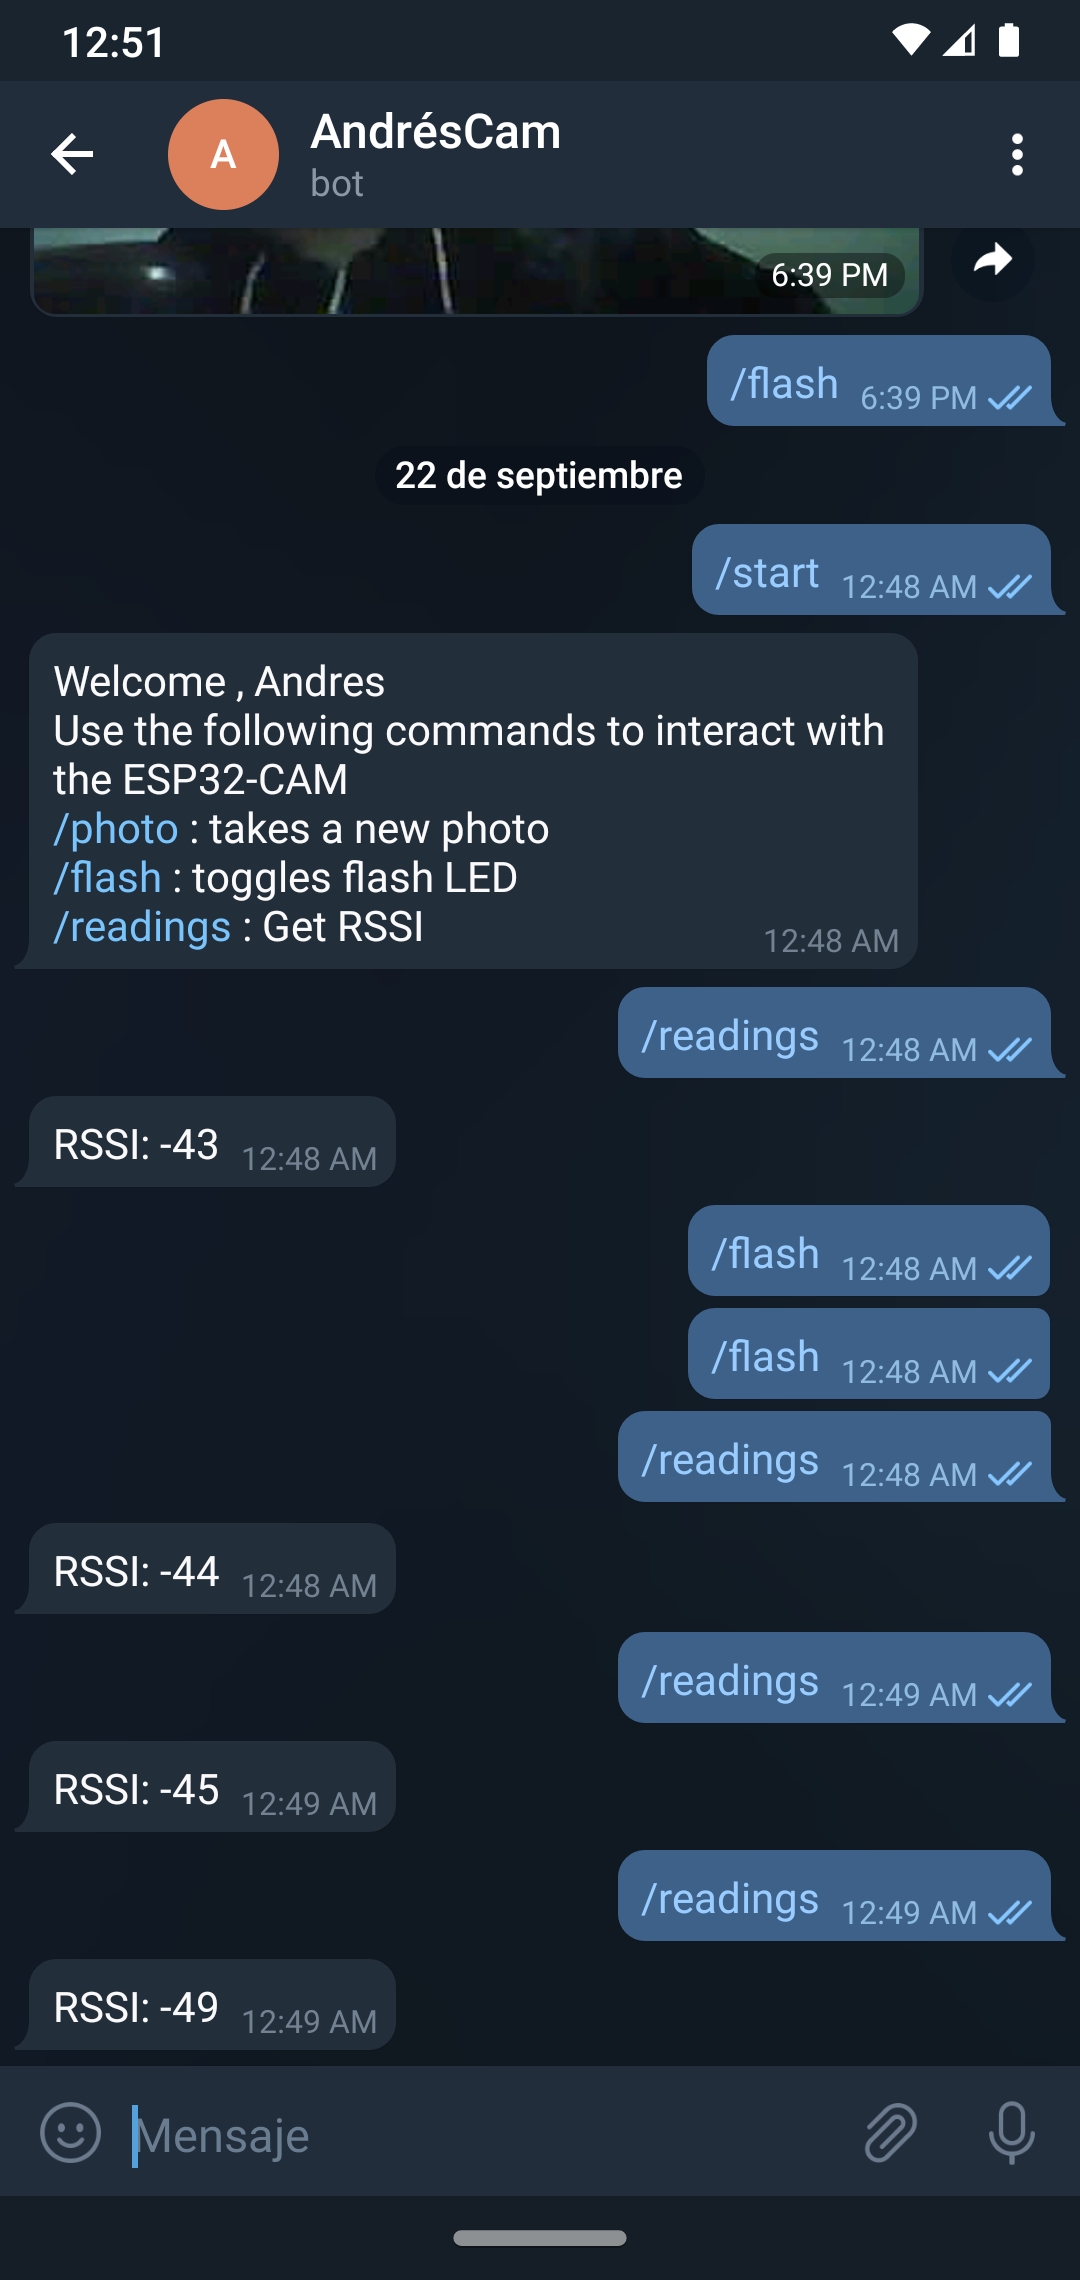 12:51
A
AndrésCam
bot
6:39 PM
/flash 6:39 PM
22 de septiembre
/start 12:48 AM
Welcome , Andres
Use the following commands to interact with
the ESP32-CAM
/photo : takes a new photo
/flash : toggles flash LED
/readings : Get RSSI
12:48 AM
/readings 12:48 AM
RSSI: -43 12:48 AM
/flash 12:48 AM
/flash 12:48 AM
/readings 12:48 AM
RSSI: -44 12:48 AM
/readings 12:49 AM
RSSI: -45 12:49 AM
/readings 12:49 AM
RSSI: -49 12:49 AM
Mensaje